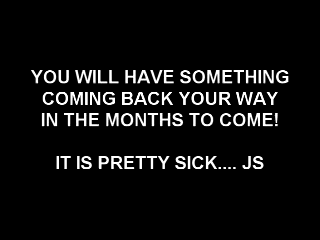 YOU WILL HAVE SOMETHING
COMING BACK YOUR WAY
IN THE MONTHS TO COME!
IT IS PRETTY SICK.... JS